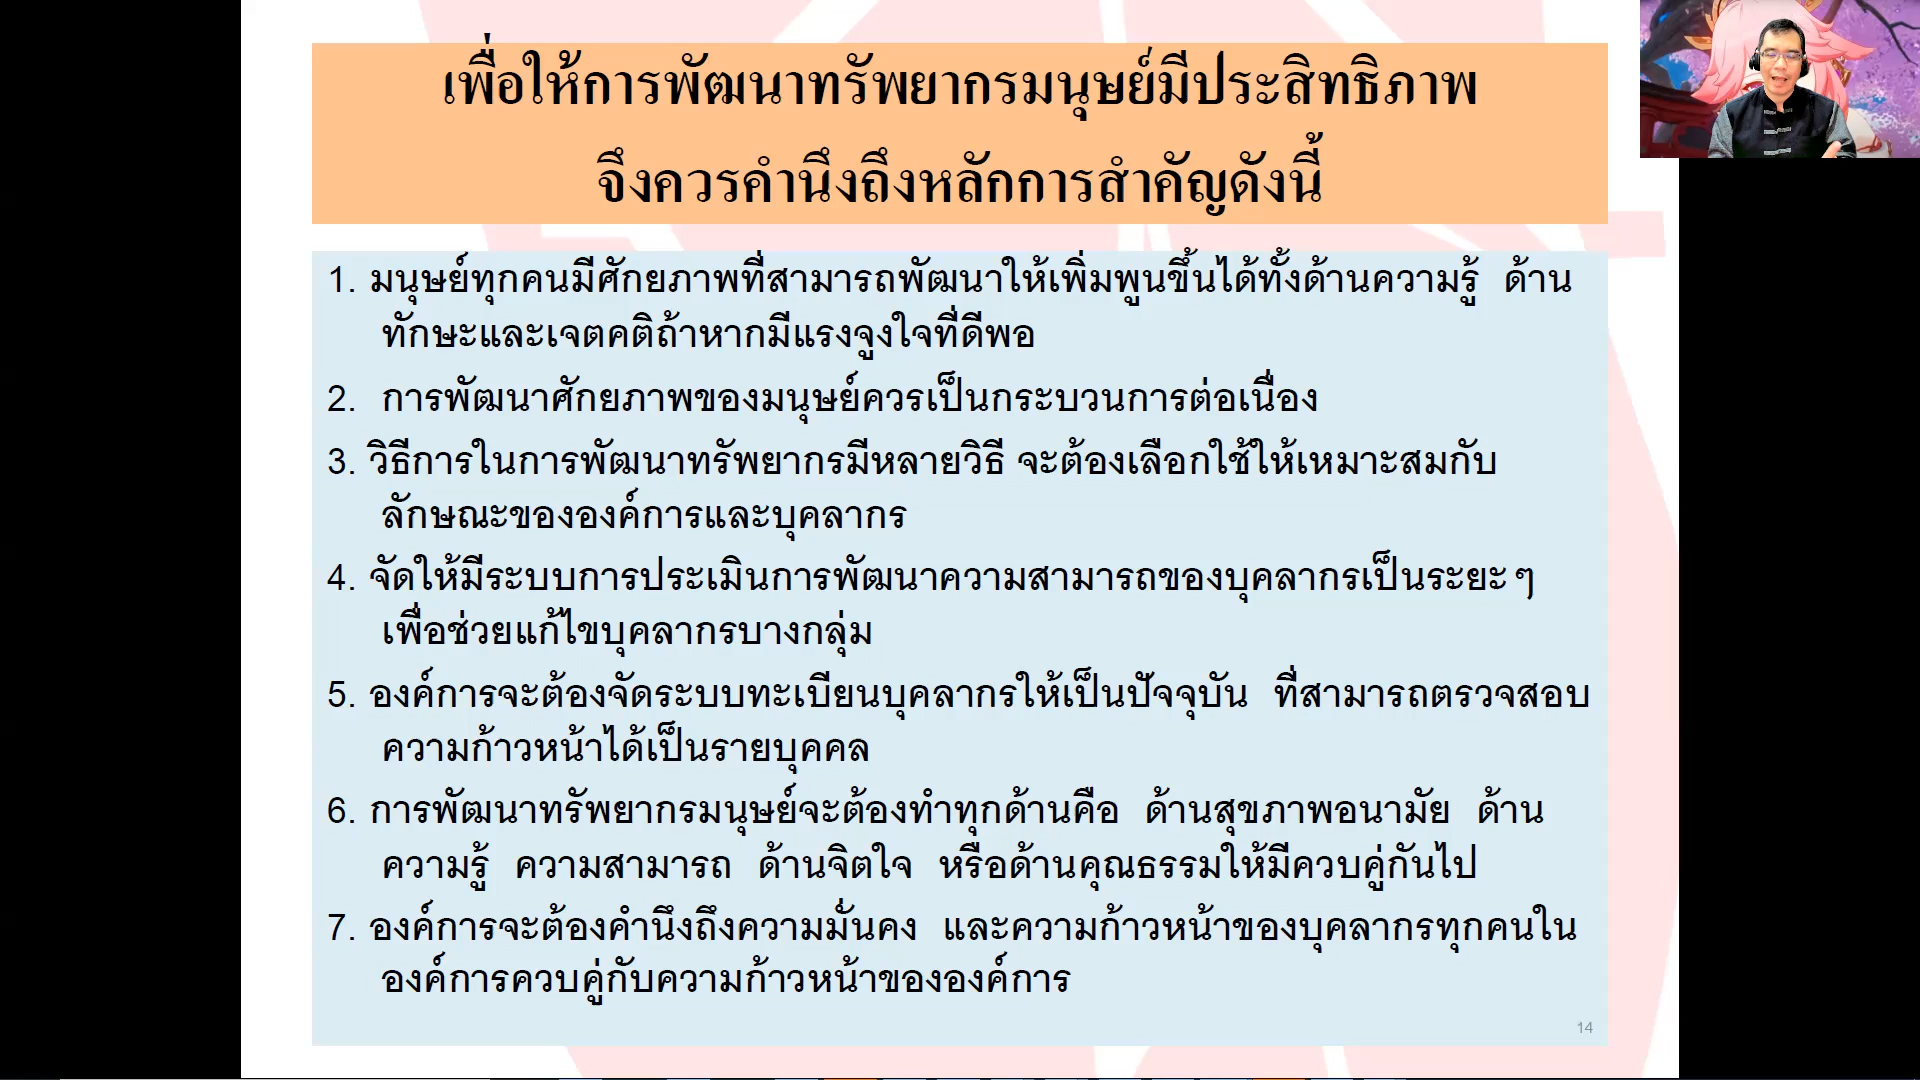 เพื่อให้การพัฒนาทรัพยากรมนุษย์มีประสิทธิภาพ
จึงควรคำนึงถึงหลักการสำคัญดังนี้
1. มนุษย์ทุกคนมีศักยภาพที่สามารถพัฒนาให้เพิ่มพูนขึ้นได้ทั้งด้านความรู้ ด้าน
ทักษะและเจตคติถ้าหากมีแรงจูงใจที่ดีพอ
2. การพัฒนาศักยภาพของมนุษย์ควรเป็นกระบวนการต่อเนื่อง
3. วิธีการในการพัฒนาทรัพยากรมีหลายวิธี จะต้องเลือกใช้ให้เหมาะสมกับ
ลักษณะขององค์การและบุคลากร
4. จัดให้มีระบบการประเมินการพัฒนาความสามารถของบุคลากรเป็นระยะๆ
เพื่อช่วยแก้ไขบุคลากรบางกลุ่ม
5. องค์การจะต้องจัดระบบทะเบียนบุคลากรให้เป็นปัจจุบัน ที่สามารถตรวจสอบ
ความก้าวหน้าได้เป็นรายบุคคล
6. การพัฒนาทรัพยากรมนุษย์จะต้องทำทุกด้านคือ ด้านสุขภาพอนามัย ด้าน
ความรู้ ความสามารถ ด้านจิตใจ หรือด้านคุณธรรมให้มีควบคู่กันไป
7. องค์การจะต้องคำนึงถึงความมั่นคง และความก้าวหน้าของบุคลากรทุกคนใน
องค์การควบคู่กับความก้าวหน้าขององค์การ
14